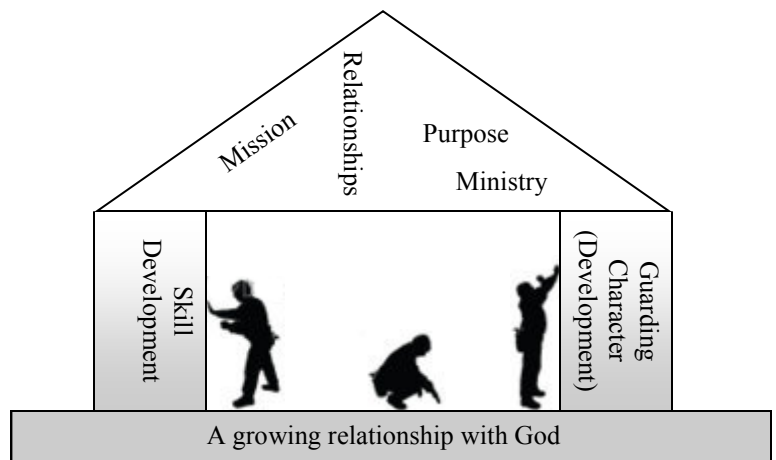 Relationships
Mission
Purpose
Ministry
Skill
Development
Guarding
Character
(Development)
A growing relationship with God